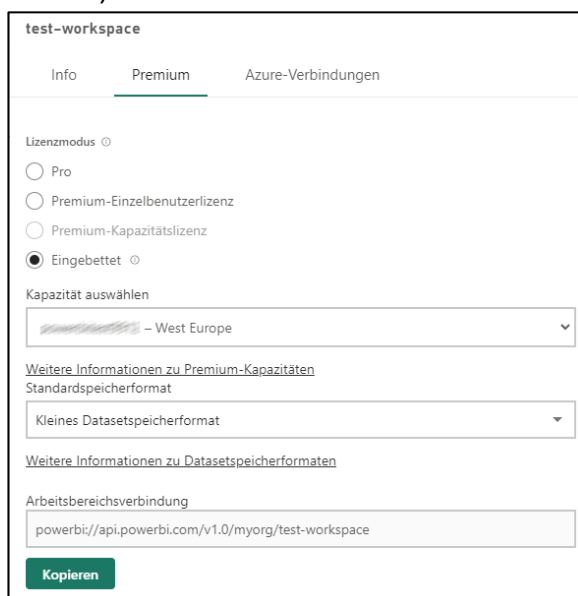 test-workspace
Info Premium Azure-Verbindungen
Lizenzmodus
Pro
Premium-Einzelbenutzerlizenz
Premium-Kapazitätslizenz
Eingebettet
Kapazität auswählen
– West Europe
Weitere Informationen zu Premium-Kapazitäten
Standardspeicherformat
Kleines Datasetspeicherformat
Weitere Informationen zu Datasetspeicherformaten
Arbeitsbereichsverbindung
powerbi://api.powerbi.com/v1.0/myorg/test-workspace
Kopieren